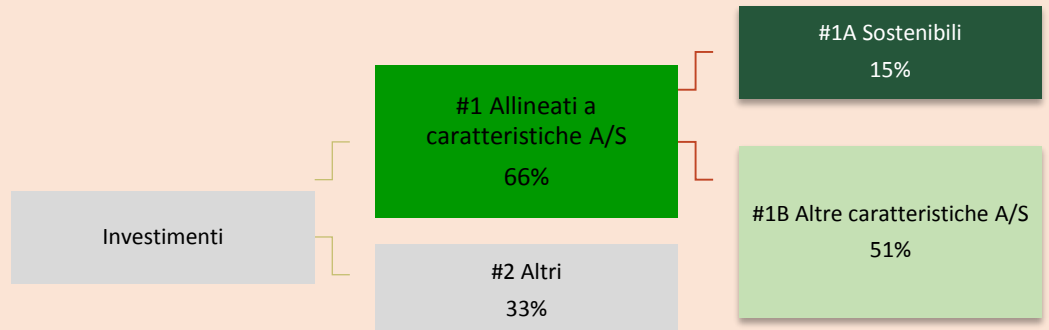 #1A Sostenibili
15%
#1 Allineati a
caratteristiche A/S
66%
#1B Altre caratteristiche A/S
51%
Investimenti
#2 Altri
33%